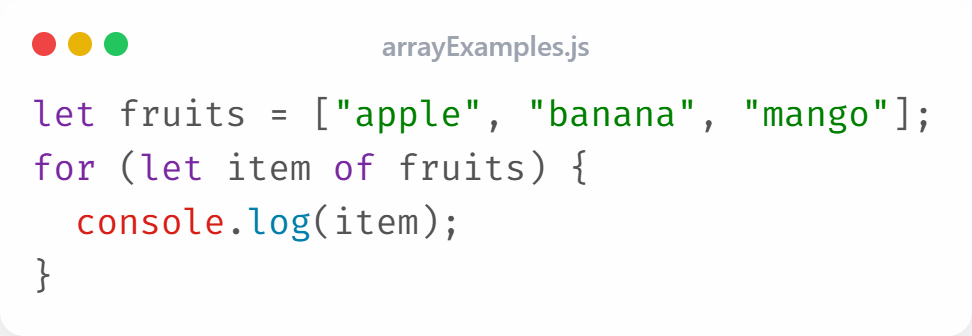 arrayExamples.js
let fruits = ["apple", "banana", "mango"];
for (let item of fruits) {
  console.log(item);
}